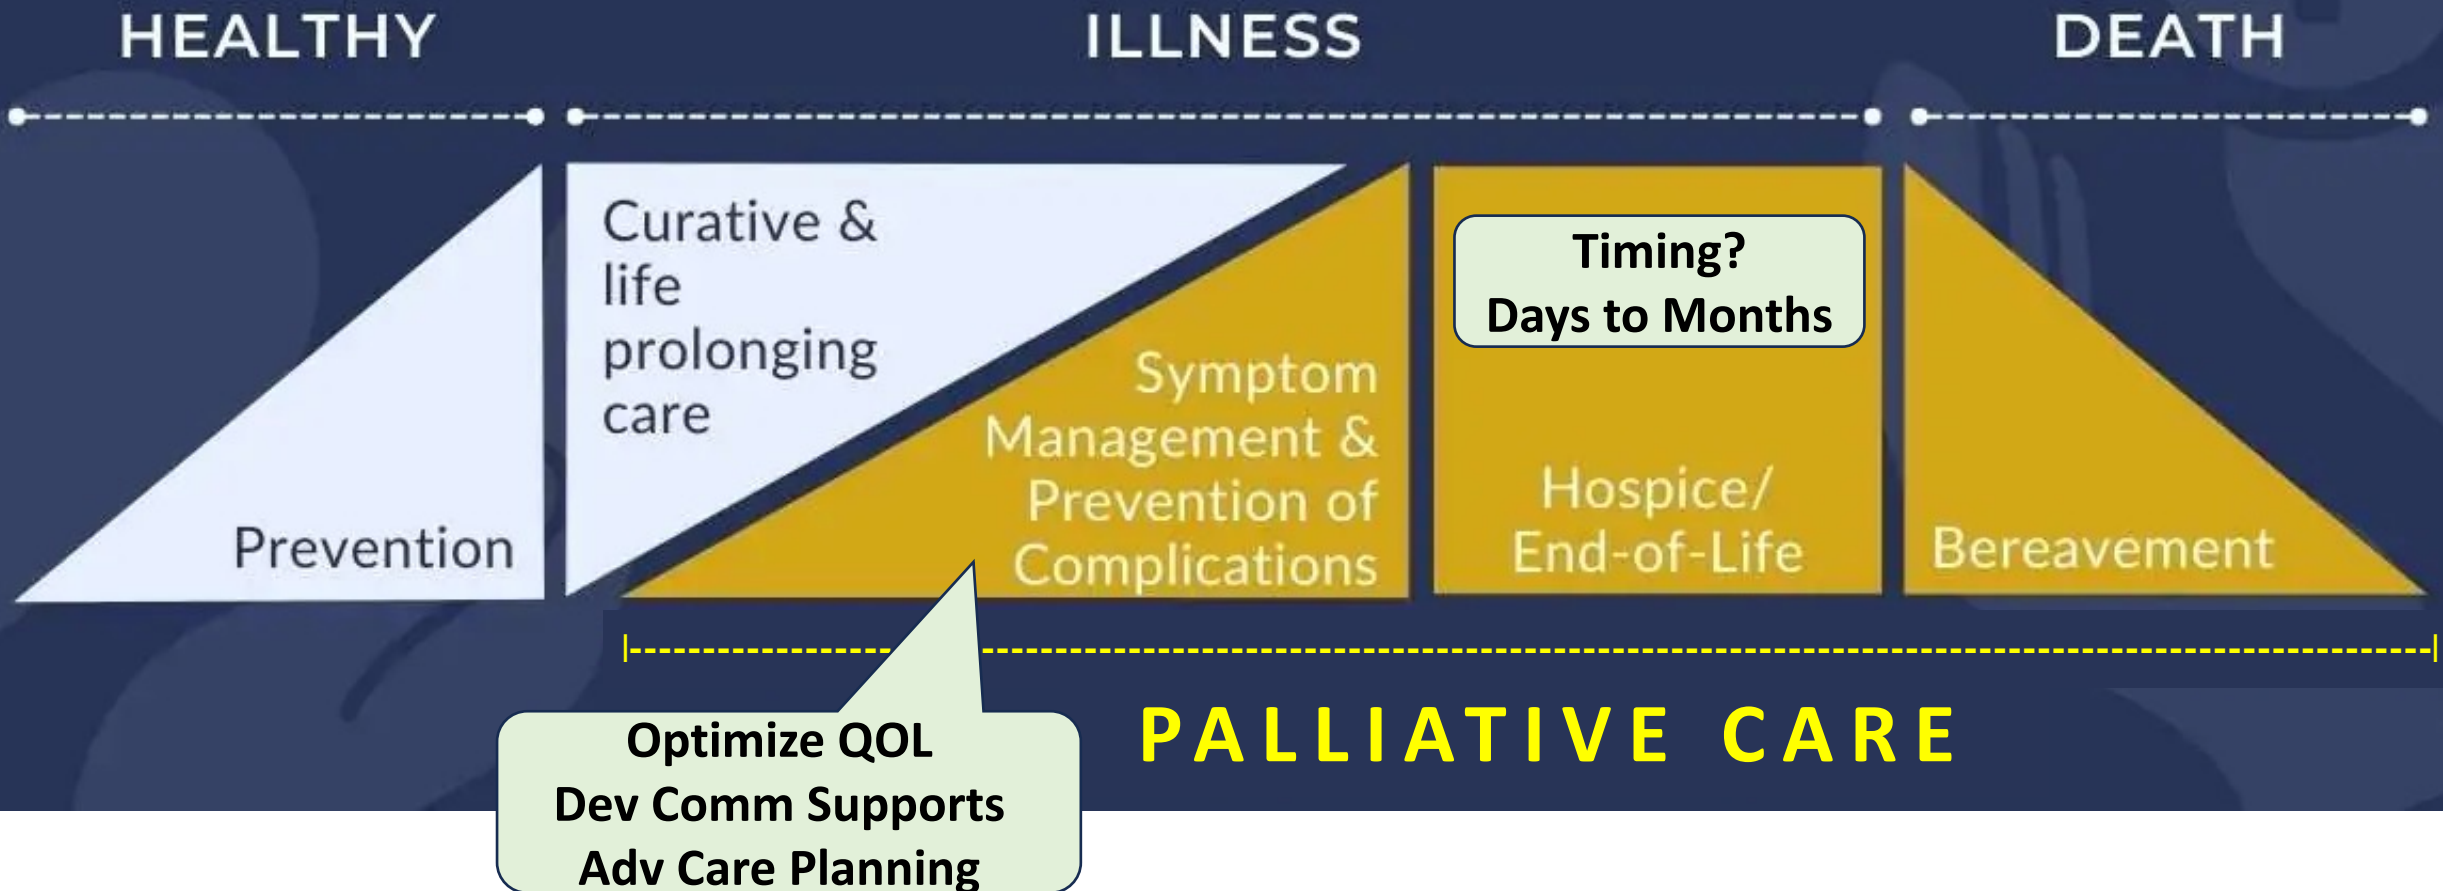 HEALTHY
ILLNESS
DEATH
Prevention
Curative &
life
prolonging
care
Symptom
Management &
Prevention of
Complications
Timing?
Days to Months
Hospice/
End-of-Life
Bereavement
PALLIATIVE CARE
Optimize QOL
Dev Comm Supports
Adv Care Planning